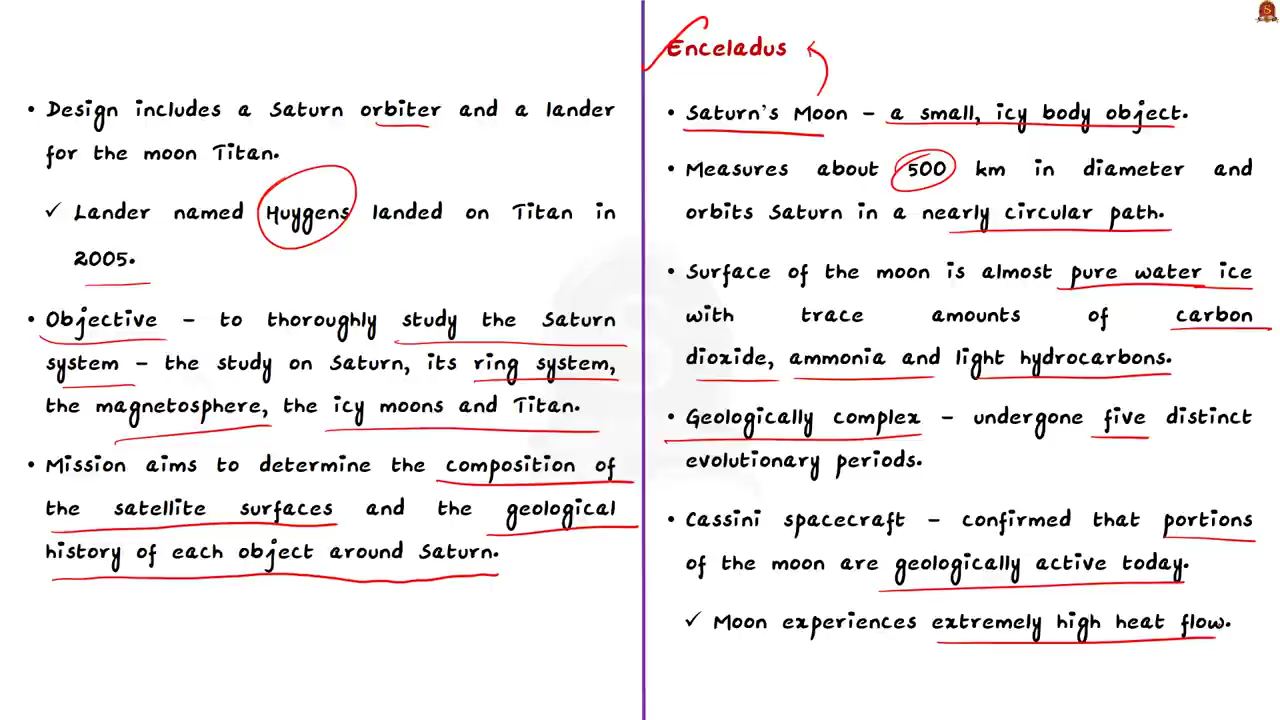 • Design includes a Saturn orbiter and a lander
for the moon Titan.
✓ Lander named Huygens landed on Titan in
2005.
• Objective – to thoroughly study the Saturn
system – the study on Saturn, its ring system,
the magnetosphere, the icy moons and Titan.
• Mission aims to determine the composition of
the satellite surfaces and the geological
history of each object around Saturn.
Enceladus
• Saturn's Moon – a small, icy body object.
• Measures about 500 km in diameter and
orbits Saturn in a nearly circular path.
• Surface of the moon is almost pure water ice
with trace amounts of carbon
dioxide, ammonia and light hydrocarbons.
• Geologically complex – undergone five distinct
evolutionary periods.
• Cassini spacecraft – confirmed that portions
of the moon are geologically active today.
✓ Moon experiences extremely high heat flow.